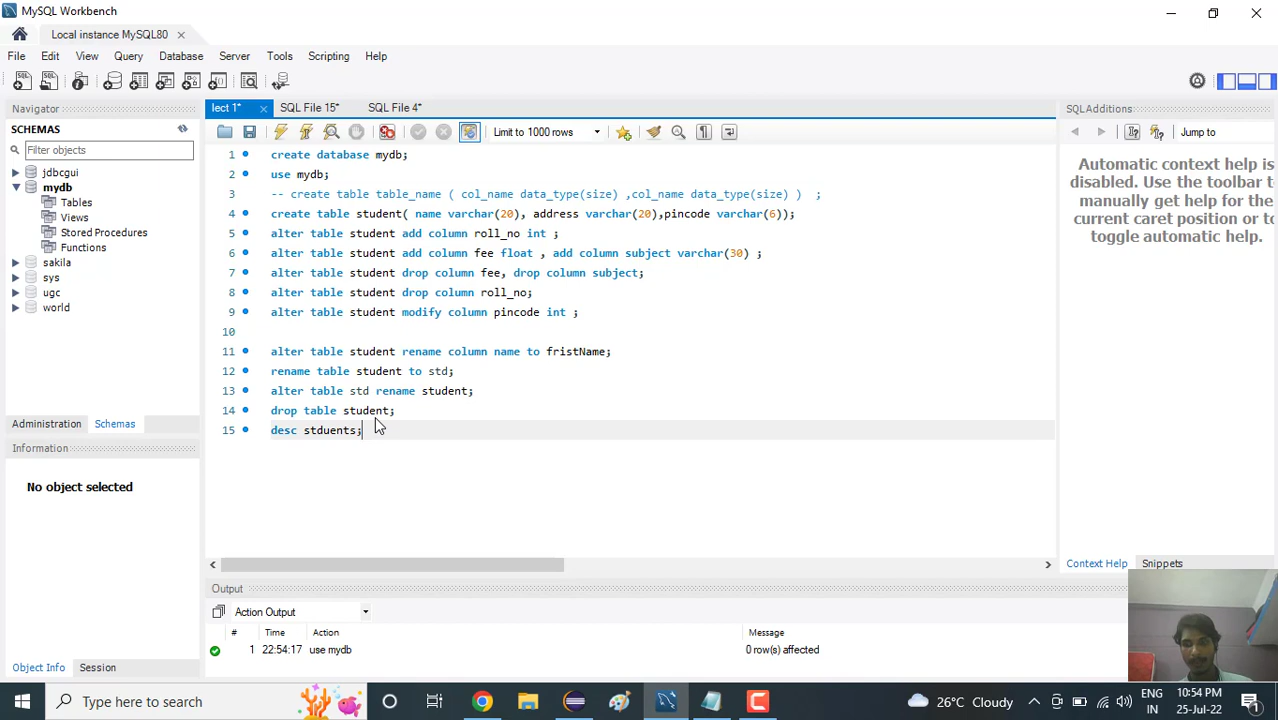 MySQL Workbench
Local instance MySQL80
File Edit View Query Database Server Tools Scripting Help
Navigator
SCHEMAS
Filter objects
jdbcgui
mydb
Tables
Views
Stored Procedures
Functions
sakila
sys
ugc
world
Administration Schemas
Information
No object selected
Object Info Session
lect 1* SQL File 15* SQL File 4*
Limit to 1000 rows
1 create database mydb;
2 use mydb;
3 -- create table table_name ( col_name data_type(size) ,col_name data_type(size) )  ;
4 create table student( name varchar(20), address varchar(20),pincode varchar(6));
5 alter table student add column roll_no int ;
6 alter table student add column fee float , add column subject varchar(30) ;
7 alter table student drop column fee, drop column subject;
8 alter table student drop column roll_no;
9 alter table student modify column pincode int ;
10
11 alter table student rename column name to fristName;
12 rename table student to std;
13 alter table std rename student;
14 drop table student;
15 desc stduents;
Output
Action Output
# Time Action Message
1 22:54:17 use mydb 0 row(s) affected
SQLAdditions
Jump to
Automatic context help is
disabled. Use the toolbar t
manually get help for the
current caret position or to
toggle automatic help.
Context Help Snippets
Type here to search
26°C Cloudy
ENG
IN
10:54 PM
25-Jul-22
1